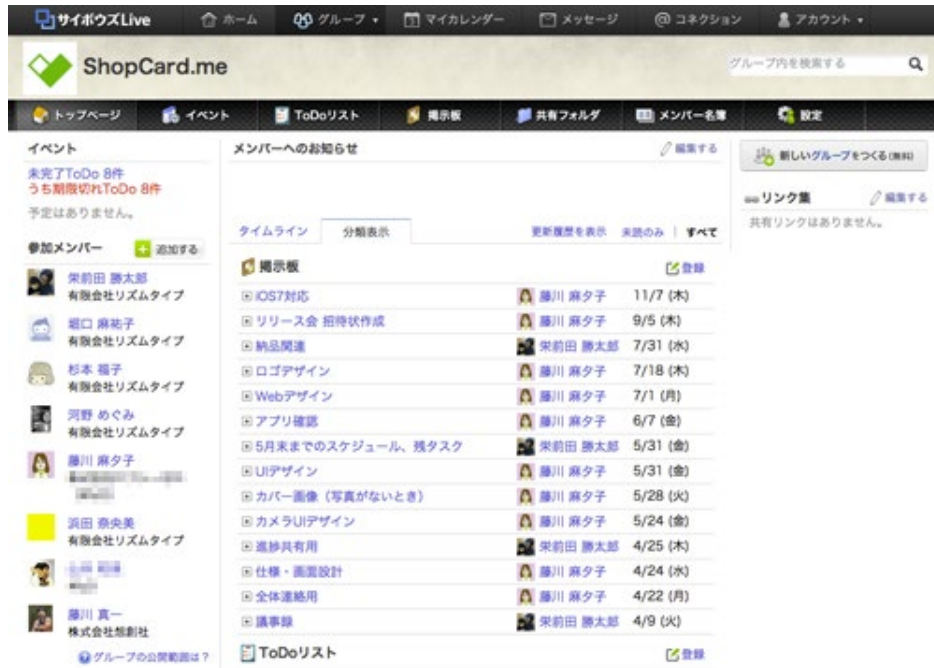 サイボウズLive
ホーム
グループ
マイカレンダー
メッセージ
コネクション
アカウント
ShopCard.me
グループ内を検索する
トップページ
イベント
ToDoリスト
掲示板
共有フォルダ
メンバー名簿
設定
イベント
未完了ToDo 8件
うち期限切れToDo 8件
予定はありません。
参加メンバー
追加する
栄前田 勝太郎
有限会社リズムタイプ
堀口 麻祐子
有限会社リズムタイプ
杉本 福子
有限会社リズムタイプ
河野 めぐみ
有限会社リズムタイプ
藤川 麻夕子
浜田 奈央美
有限会社リズムタイプ
藤川 真一
株式会社想創社
グループの公開範囲は?
メンバーへのお知らせ
編集する
タイムライン
分類表示
更新履歴を表示 未読のみ | すべて
掲示板
登録
iOS7対応 藤川 麻夕子 11/7 (木)
リリース会 招待状作成 藤川 麻夕子 9/5 (木)
納品関連 栄前田 勝太郎 7/31 (水)
ロゴデザイン 藤川 麻夕子 7/18 (木)
Webデザイン 藤川 麻夕子 7/1 (月)
アプリ確認 藤川 麻夕子 6/7 (金)
5月末までのスケジュール、残タスク 栄前田 勝太郎 5/31 (金)
UIデザイン 藤川 麻夕子 5/31 (金)
カバー画像(写真がないとき) 藤川 麻夕子 5/28 (火)
カメラUIデザイン 藤川 麻夕子 5/24 (金)
進捗共有用 栄前田 勝太郎 4/25 (木)
仕様・画面設計 藤川 麻夕子 4/24 (水)
全体連絡用 藤川 麻夕子 4/22 (月)
議事録 栄前田 勝太郎 4/9 (火)
ToDoリスト
登録
新しいグループをつくる(無料)
リンク集
編集する
共有リンクはありません。